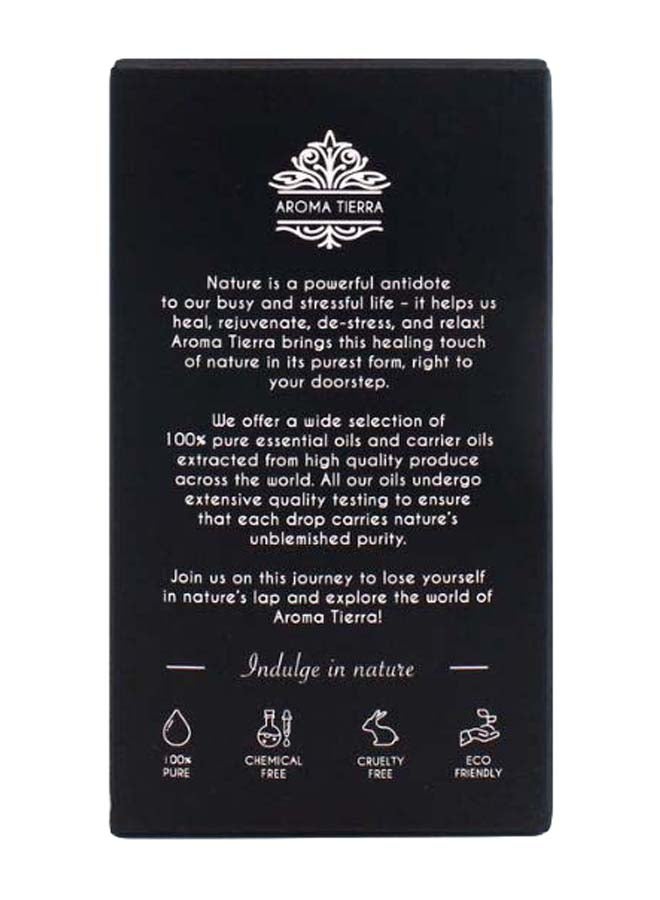 AROMA TIERRA
Nature is a powerful antidote
to our busy and stressful life – it helps us
heal, rejuvenate, de-stress, and relax!
Aroma Tierra brings this healing touch
of nature in its purest form, right to
your doorstep.
We offer a wide selection of
100% pure essential oils and carrier oils
extracted from high quality produce
across the world. All our oils undergo
extensive quality testing to ensure
that each drop carries nature's
unblemished purity.
Join us on this journey to lose yourself
in nature's lap and explore the world of
Aroma Tierra!
Indulge in nature
100%
PURE
CHEMICAL
FREE
CRUELTY
FREE
ECO
FRIENDLY